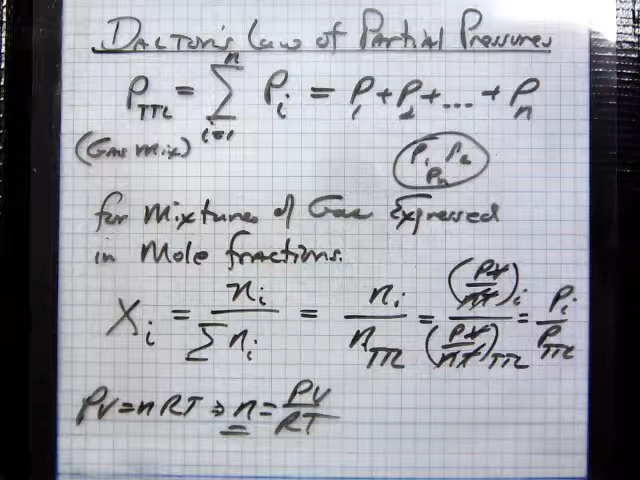 Dalton's Law of Partial Pressures
P_TTL = ∑_{i=1}^{n} P_i = P_1 + P_2 + ... + P_n
(Gas Mix)
P_1 P_2
P_n
for Mixtures of Gas Expressed
in Mole fractions.
X_i = n_i / ∑ n_i = n_i / n_TTL = (PV/RT)_i / (PV/RT)_TTL = P_i / P_TTL
PV = nRT ⇒ n = PV / RT